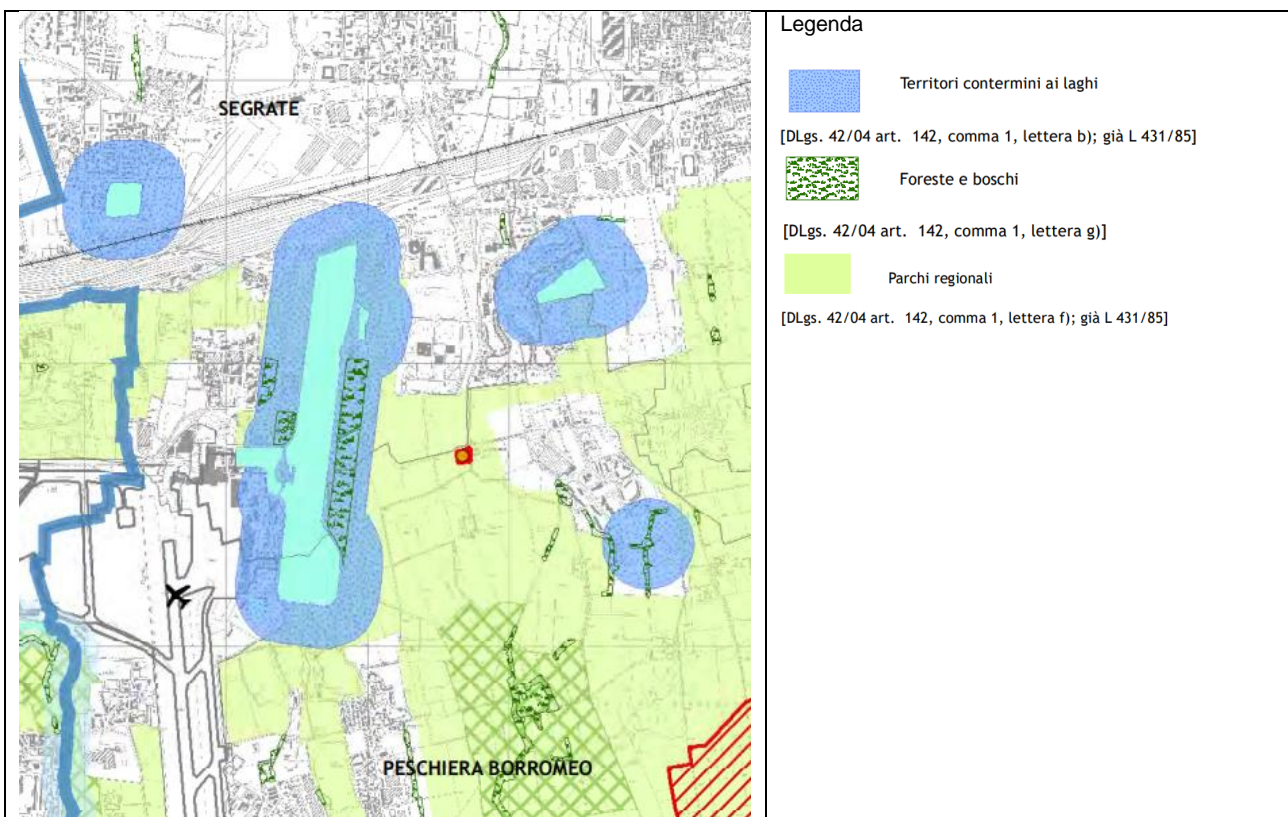 SEGRATE
PESCHIERA BORROMEO
Legenda
Territori contermini ai laghi
[DLgs. 42/04 art. 142, comma 1, lettera b); già L 431/85]
Foreste e boschi
[DLgs. 42/04 art. 142, comma 1, lettera g)]
Parchi regionali
[DLgs. 42/04 art. 142, comma 1, lettera f); già L 431/85]